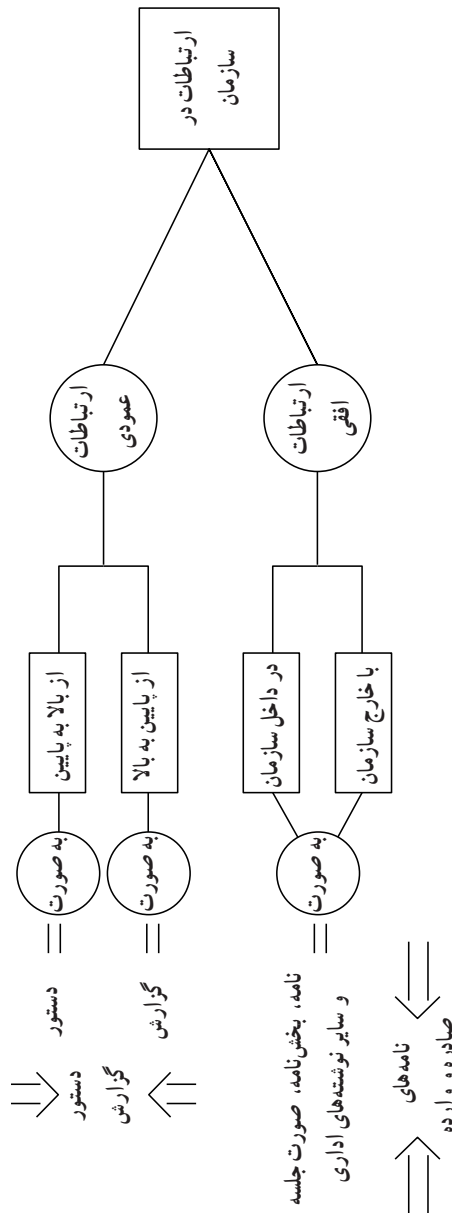 ارتباطات در
سازمان
ارتباطات
عمودی
ارتباطات
افقی
از بالا به پایین
از پایین به بالا
در داخل سازمان
با خارج سازمان
به صورت
به صورت
به صورت
دستور
گزارش
نامه، بخش‌نامه، صورت جلسه
و سایر نوشته‌های اداری
دستور
گزارش
نامه‌های
صادره و وارده